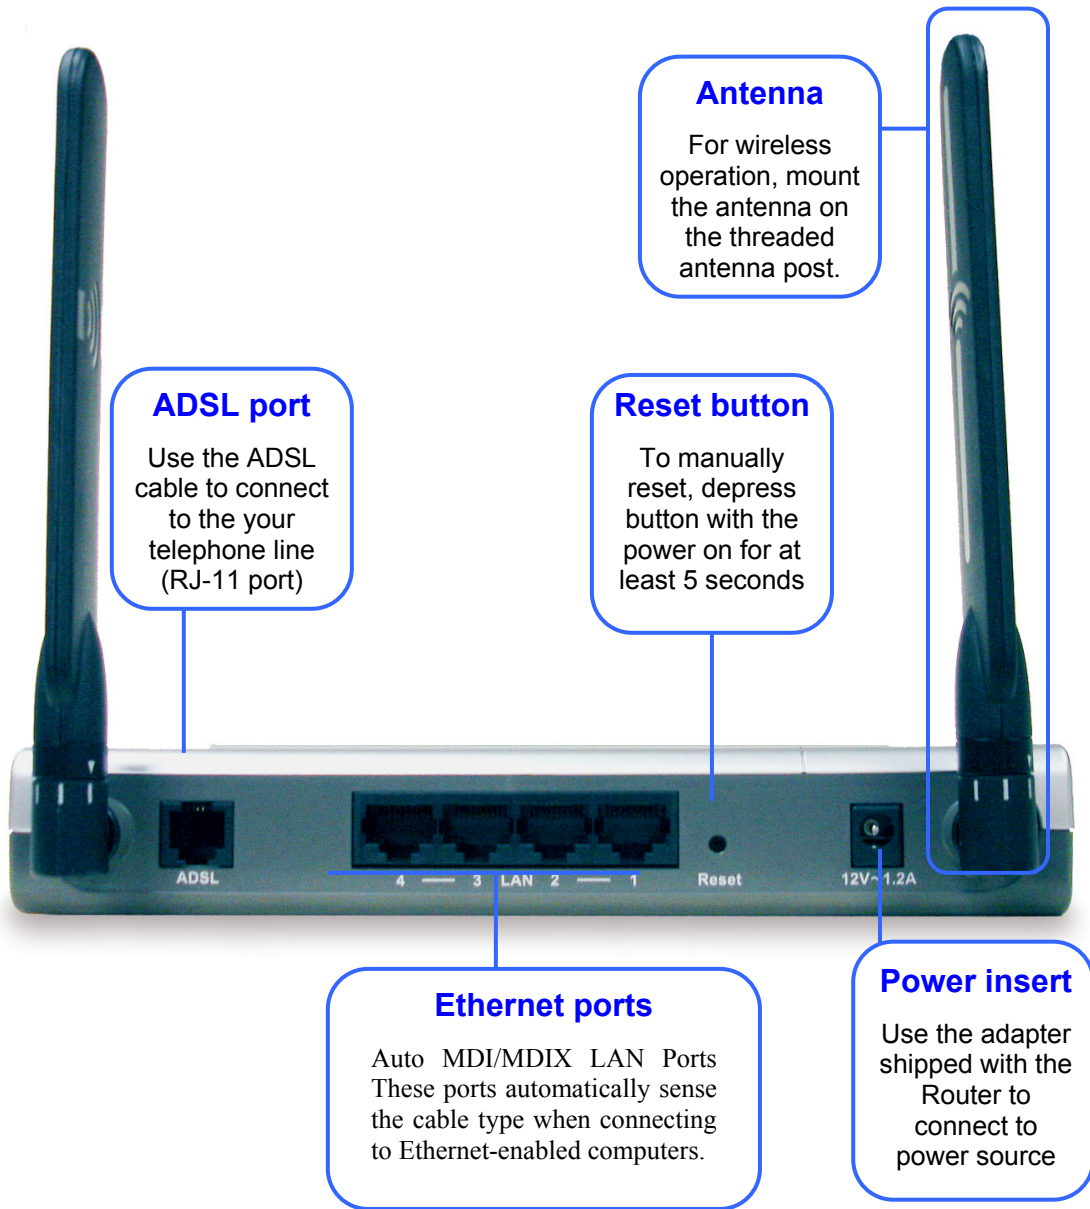 Antenna
For wireless
operation, mount
the antenna on
the threaded
antenna post.
ADSL port
Use the ADSL
cable to connect
to the your
telephone line
(RJ-11 port)
Reset button
To manually
reset, depress
button with the
power on for at
least 5 seconds
ADSL
4 — 3 LAN 2 — 1
Reset
12V~1.2A
Ethernet ports
Auto MDI/MDIX LAN Ports
These ports automatically sense
the cable type when connecting
to Ethernet-enabled computers.
Power insert
Use the adapter
shipped with the
Router to
connect to
power source